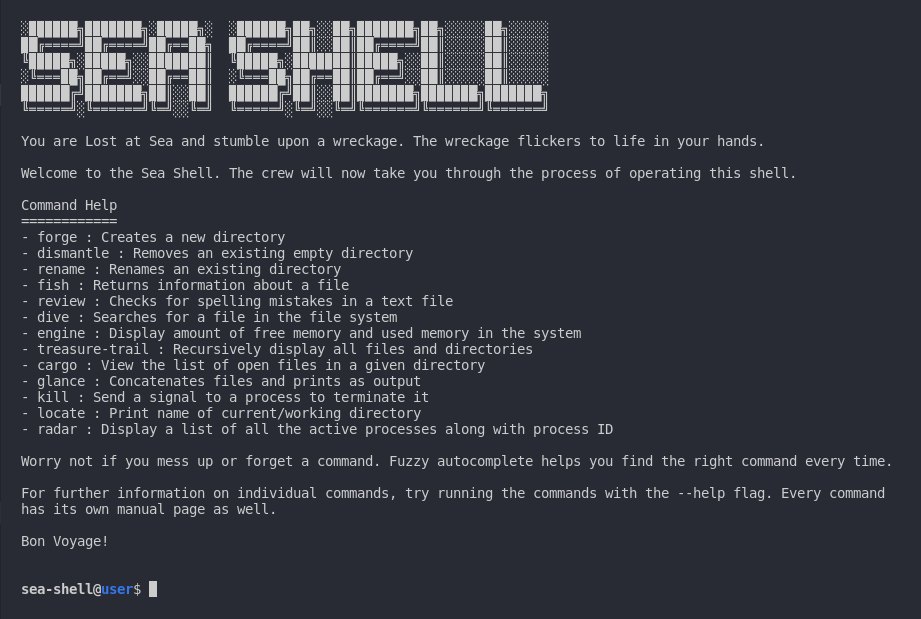 SEA SHELL
You are Lost at Sea and stumble upon a wreckage. The wreckage flickers to life in your hands.
Welcome to the Sea Shell. The crew will now take you through the process of operating this shell.
Command Help
============
- forge : Creates a new directory
- dismantle : Removes an existing empty directory
- rename : Renames an existing directory
- fish : Returns information about a file
- review : Checks for spelling mistakes in a text file
- dive : Searches for a file in the file system
- engine : Display amount of free memory and used memory in the system
- treasure-trail : Recursively display all files and directories
- cargo : View the list of open files in a given directory
- glance : Concatenates files and prints as output
- kill : Send a signal to a process to terminate it
- locate : Print name of current/working directory
- radar : Display a list of all the active processes along with process ID
Worry not if you mess up or forget a command. Fuzzy autocomplete helps you find the right command every time.
For further information on individual commands, try running the commands with the --help flag. Every command
has its own manual page as well.
Bon Voyage!
sea-shell@user$